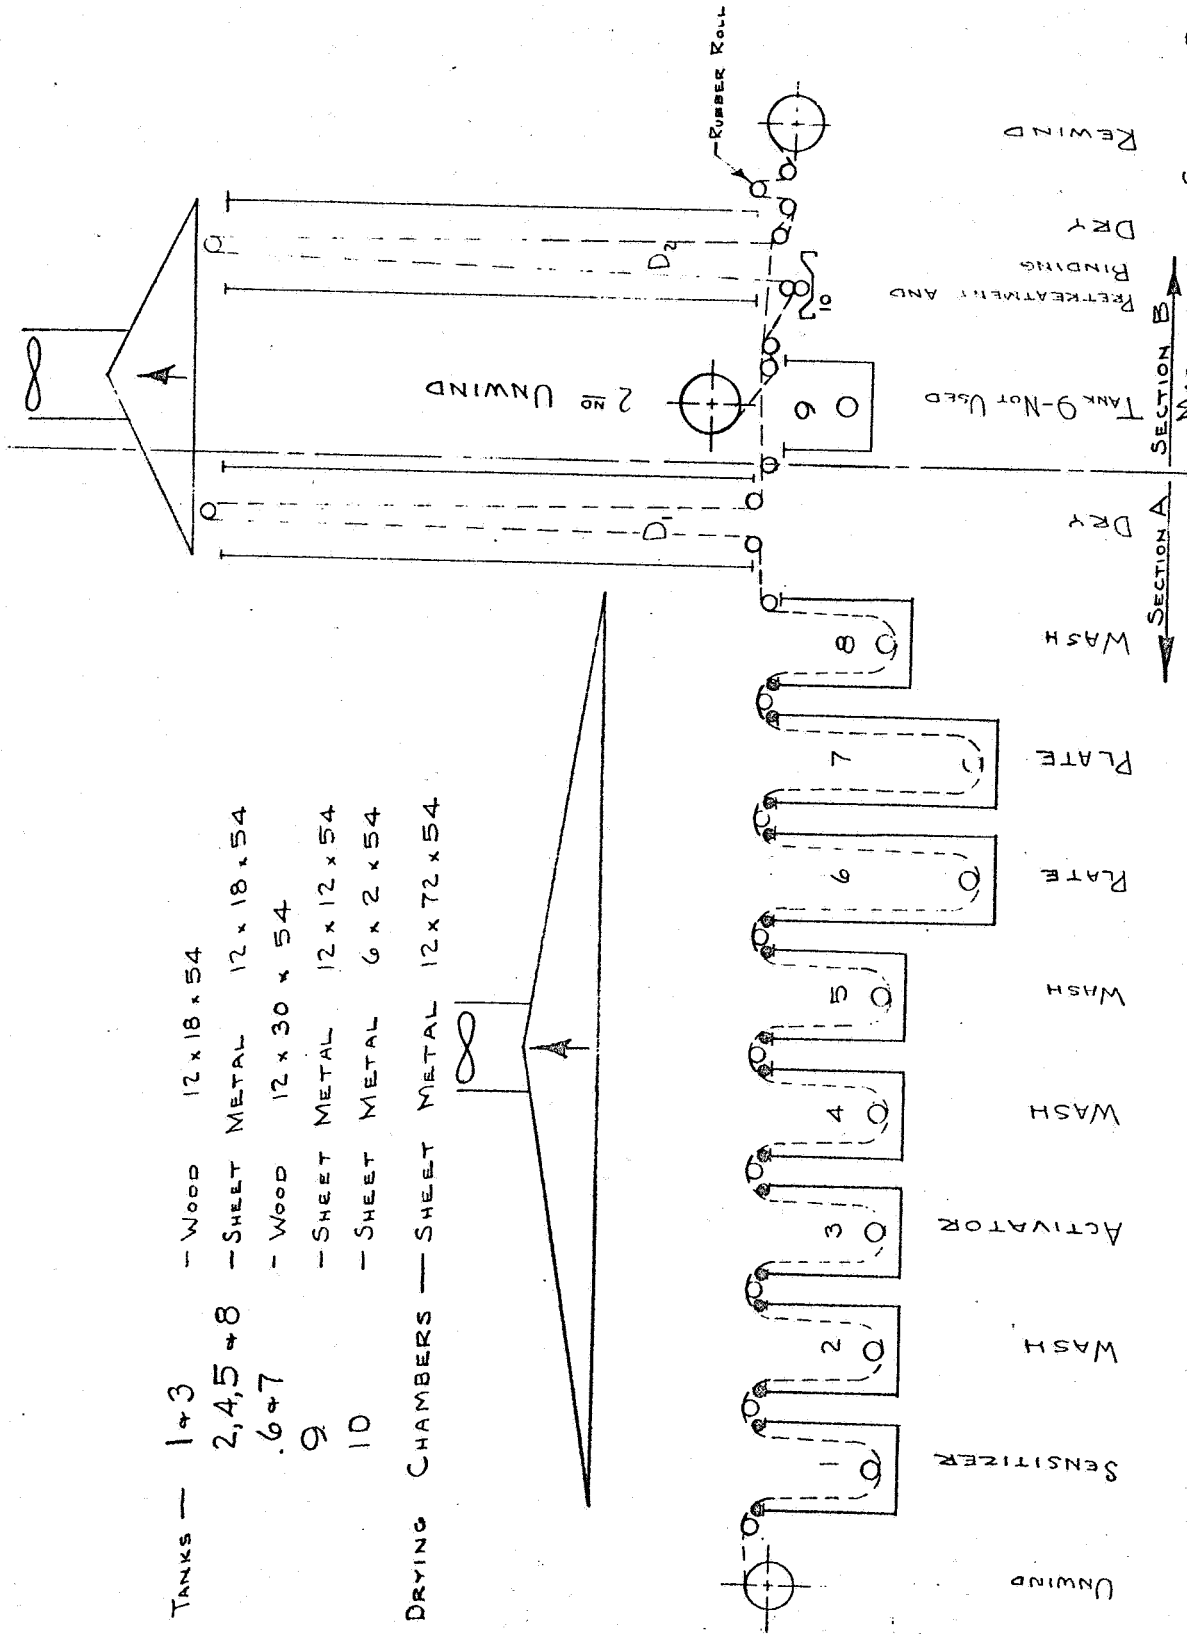 TANKS — 1+3 - WOOD 12 x 18 x 54
2,4,5 +8 - SHEET METAL 12 x 18 x 54
6+7 - WOOD 12 x 30 x 54
9 - SHEET METAL 12 x 12 x 54
10 - SHEET METAL 6 x 2 x 54
DRYING CHAMBERS — SHEET METAL 12 x 72 x 54
2 ND UNWIND
RUBBER ROLL
D1
D2
1
2
3
4
5
6
7
8
9
10
UNWIND
SENSITIZER
WASH
ACTIVATOR
WASH
WASH
PLATE
PLATE
WASH
DRY
TANK 9-NOT USED
PRETREATMENT AND
BINDING
DRY
REWIND
SECTION A
SECTION B